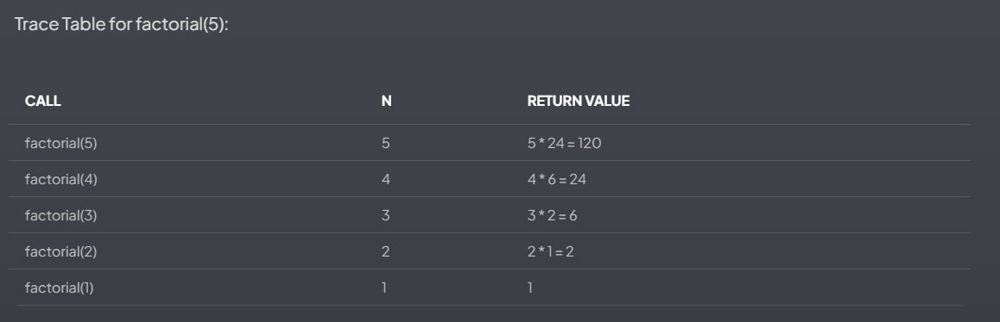 Trace Table for factorial(5):
CALL N RETURN VALUE
factorial(5) 5 5 * 24 = 120
factorial(4) 4 4 * 6 = 24
factorial(3) 3 3 * 2 = 6
factorial(2) 2 2 * 1 = 2
factorial(1) 1 1